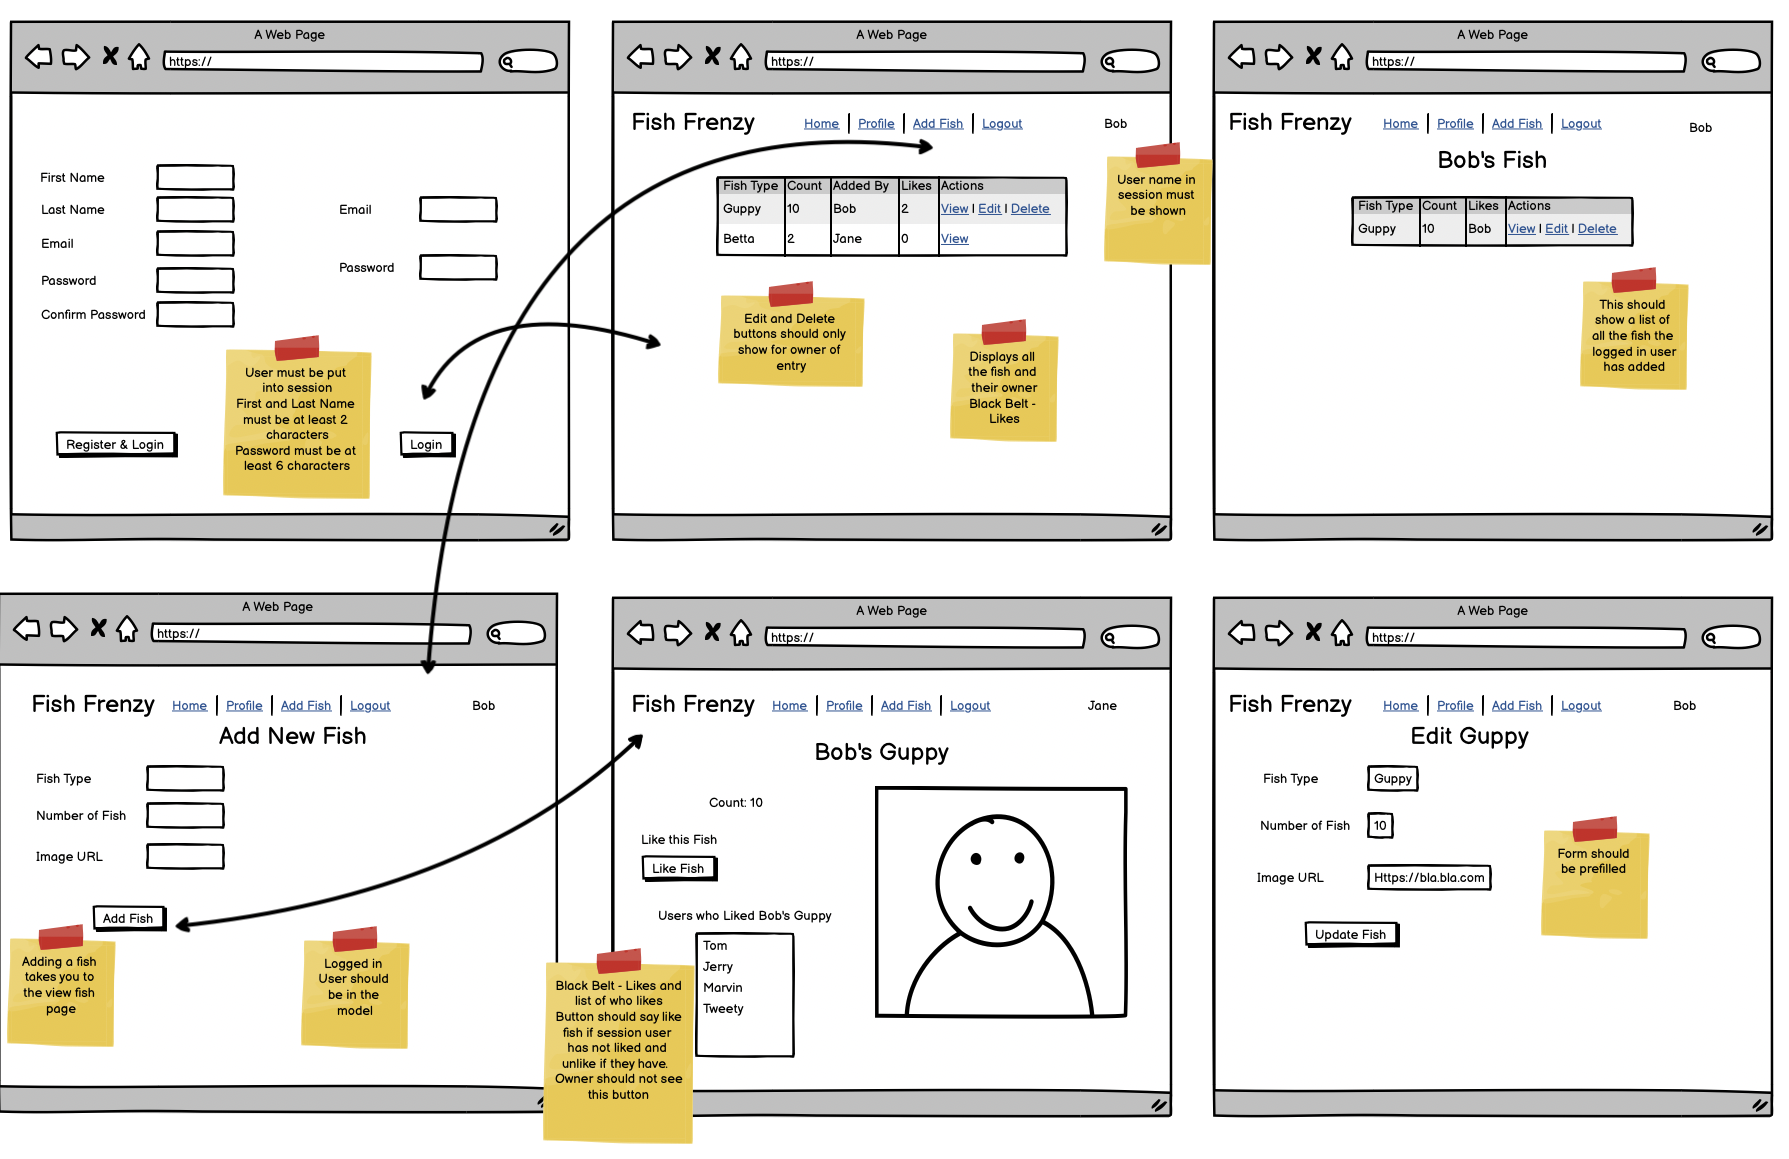 A Web Page
https://
First Name
Last Name
Email
Password
Confirm Password
Email
Password
User must be put
into session
First and Last Name
must be at least 2
characters
Password must be at
least 6 characters
Register & Login
Login
A Web Page
https://
Fish Frenzy
Home | Profile | Add Fish | Logout
Bob
Fish Type Count Added By Likes Actions
Guppy 10 Bob 2 View | Edit | Delete
Betta 2 Jane 0 View
User name in
session must
be shown
Edit and Delete
buttons should only
show for owner of
entry
Displays all
the fish and
their owner
Black Belt -
Likes
A Web Page
https://
Fish Frenzy
Home | Profile | Add Fish | Logout
Bob
Bob's Fish
Fish Type Count Likes Actions
Guppy 10 Bob View | Edit | Delete
This should
show a list of
all the fish the
logged in user
has added
A Web Page
https://
Fish Frenzy
Home | Profile | Add Fish | Logout
Bob
Add New Fish
Fish Type
Number of Fish
Image URL
Add Fish
Adding a fish
takes you to
the view fish
page
Logged in
User should
be in the
model
A Web Page
https://
Fish Frenzy
Home | Profile | Add Fish | Logout
Jane
Bob's Guppy
Count: 10
Like this Fish
Like Fish
Users who Liked Bob's Guppy
Tom
Jerry
Marvin
Tweety
Black Belt - Likes and
list of who likes
Button should say like
fish if session user
has not liked and
unlike if they have.
Owner should not see
this button
A Web Page
https://
Fish Frenzy
Home | Profile | Add Fish | Logout
Bob
Edit Guppy
Fish Type Guppy
Number of Fish 10
Image URL Https://bla.bla.com
Update Fish
Form should
be prefilled